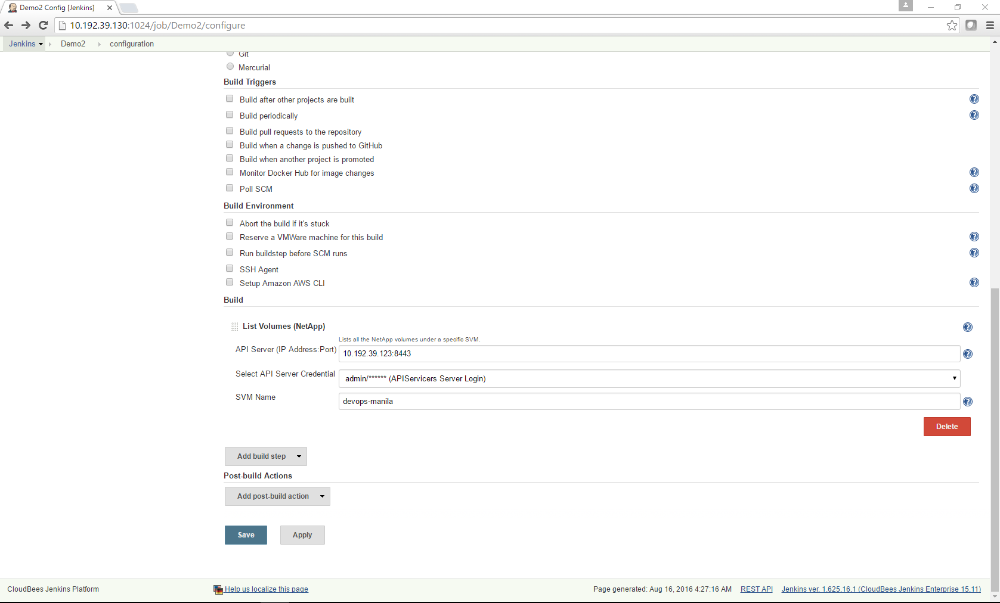 Demo2 Config [Jenkins]
10.192.39.130:1024/job/Demo2/configure
Jenkins Demo2 configuration
Git
Mercurial
Build Triggers
Build after other projects are built
Build periodically
Build pull requests to the repository
Build when a change is pushed to GitHub
Build when another project is promoted
Monitor Docker Hub for image changes
Poll SCM
Build Environment
Abort the build if it's stuck
Reserve a VMWare machine for this build
Run buildstep before SCM runs
SSH Agent
Setup Amazon AWS CLI
Build
List Volumes (NetApp)
Lists all the NetApp volumes under a specific SVM.
API Server (IP Address:Port) 10.192.39.123:8443
Select API Server Credential admin/****** (APIServicers Server Login)
SVM Name devops-manila
Delete
Add build step
Post-build Actions
Add post-build action
Save Apply
CloudBees Jenkins Platform Help us localize this page Page generated: Aug 16, 2016 4:27:16 AM REST API Jenkins ver. 1.625.16.1 (CloudBees Jenkins Enterprise 15.11)